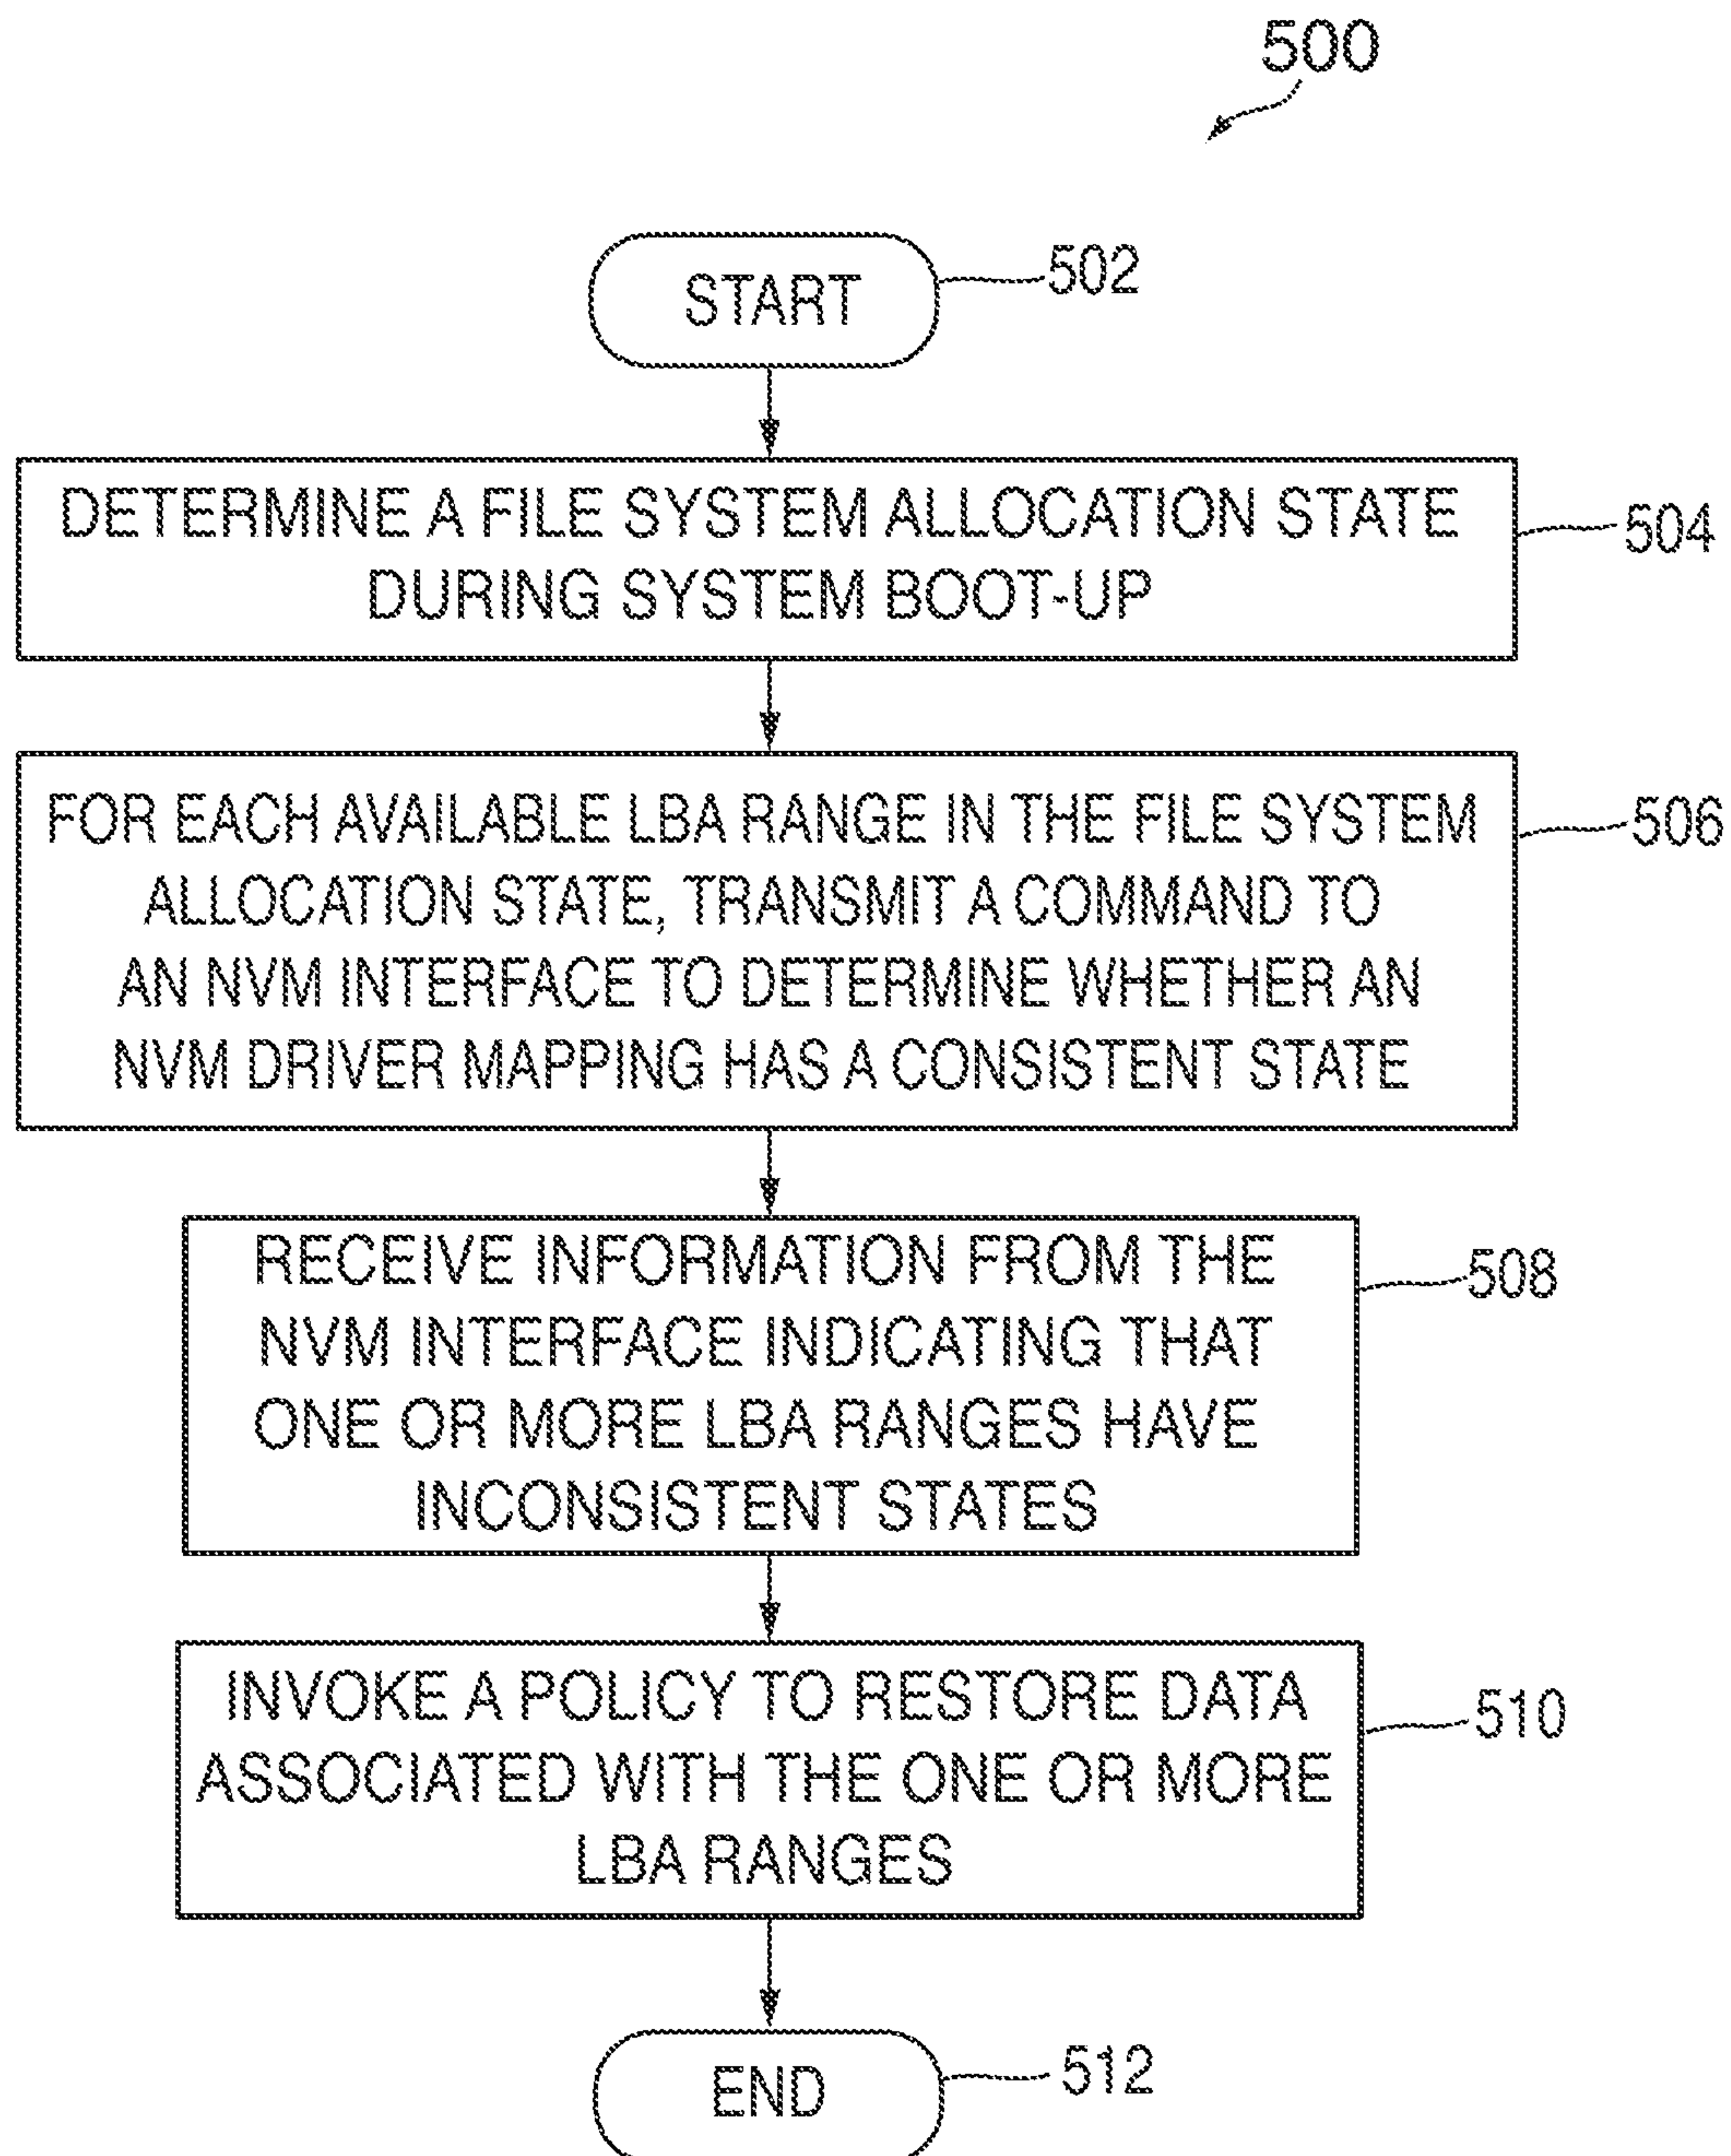 500
START
502
DETERMINE A FILE SYSTEM ALLOCATION STATE
DURING SYSTEM BOOT-UP
504
FOR EACH AVAILABLE LBA RANGE IN THE FILE SYSTEM
ALLOCATION STATE, TRANSMIT A COMMAND TO
AN NVM INTERFACE TO DETERMINE WHETHER AN
NVM DRIVER MAPPING HAS A CONSISTENT STATE
506
RECEIVE INFORMATION FROM THE
NVM INTERFACE INDICATING THAT
ONE OR MORE LBA RANGES HAVE
INCONSISTENT STATES
508
INVOKE A POLICY TO RESTORE DATA
ASSOCIATED WITH THE ONE OR MORE
LBA RANGES
510
END
512